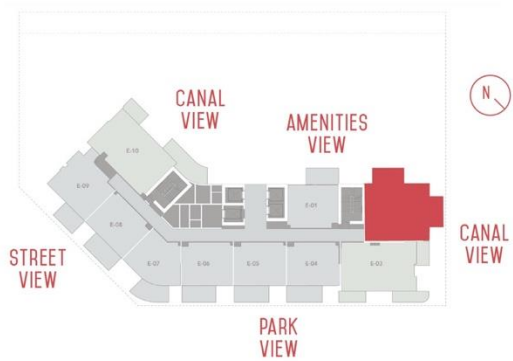 CANAL
VIEW
AMENITIES
VIEW
N
E-10
E-09
E-01
E-08
STREET
VIEW
CANAL
VIEW
E-07
E-06
E-05
E-04
E-03
PARK
VIEW